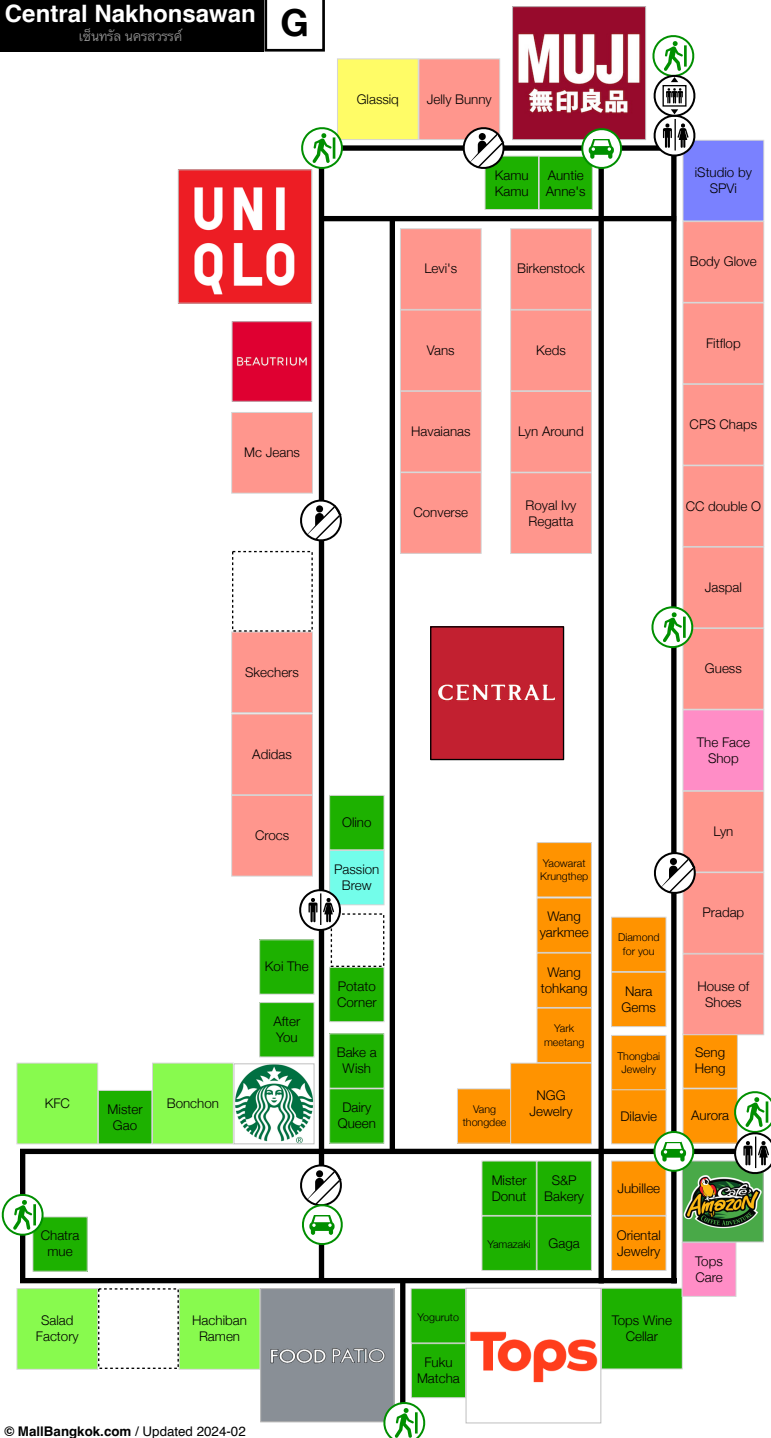 Central Nakhonsawan
เซ็นทรัล นครสวรรค์
G
Glassiq
Jelly Bunny
MUJI
無印良品
Kamu
Kamu
Auntie
Anne's
iStudio by
SPVi
UNI
QLO
Levi's
Birkenstock
Body Glove
BEAUTRIUM
Vans
Keds
Fitflop
Mc Jeans
Havaianas
Lyn Around
CPS Chaps
Converse
Royal Ivy
Regatta
CC double O
Jaspal
Skechers
CENTRAL
Guess
Adidas
The Face
Shop
Crocs
Olino
Lyn
Passion
Brew
Yaowarat
Krungthep
Wang
yarkmee
Diamond
for you
Pradap
Koi The
Potato
Corner
Wang
tohkang
Nara
Gems
House of
Shoes
After
You
Yark
meetang
Bake a
Wish
Thongbai
Jewelry
Seng
Heng
KFC
Mister
Gao
Bonchon
Dairy
Queen
Vang
thongdee
NGG
Jewelry
Dilavie
Aurora
Mister
Donut
S&P
Bakery
Jubillee
Café
Amazon
COFFEE ADVENTURE
Chatra
mue
Yamazaki
Gaga
Oriental
Jewelry
Tops
Care
Salad
Factory
Hachiban
Ramen
FOOD PATIO
Yoguruto
Fuku
Matcha
Tops
Tops Wine
Cellar
© MallBangkok.com / Updated 2024-02